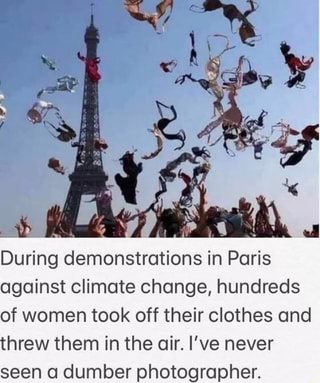 During demonstrations in Paris
against climate change, hundreds
of women took off their clothes and
threw them in the air. I've never
seen a dumber photographer.